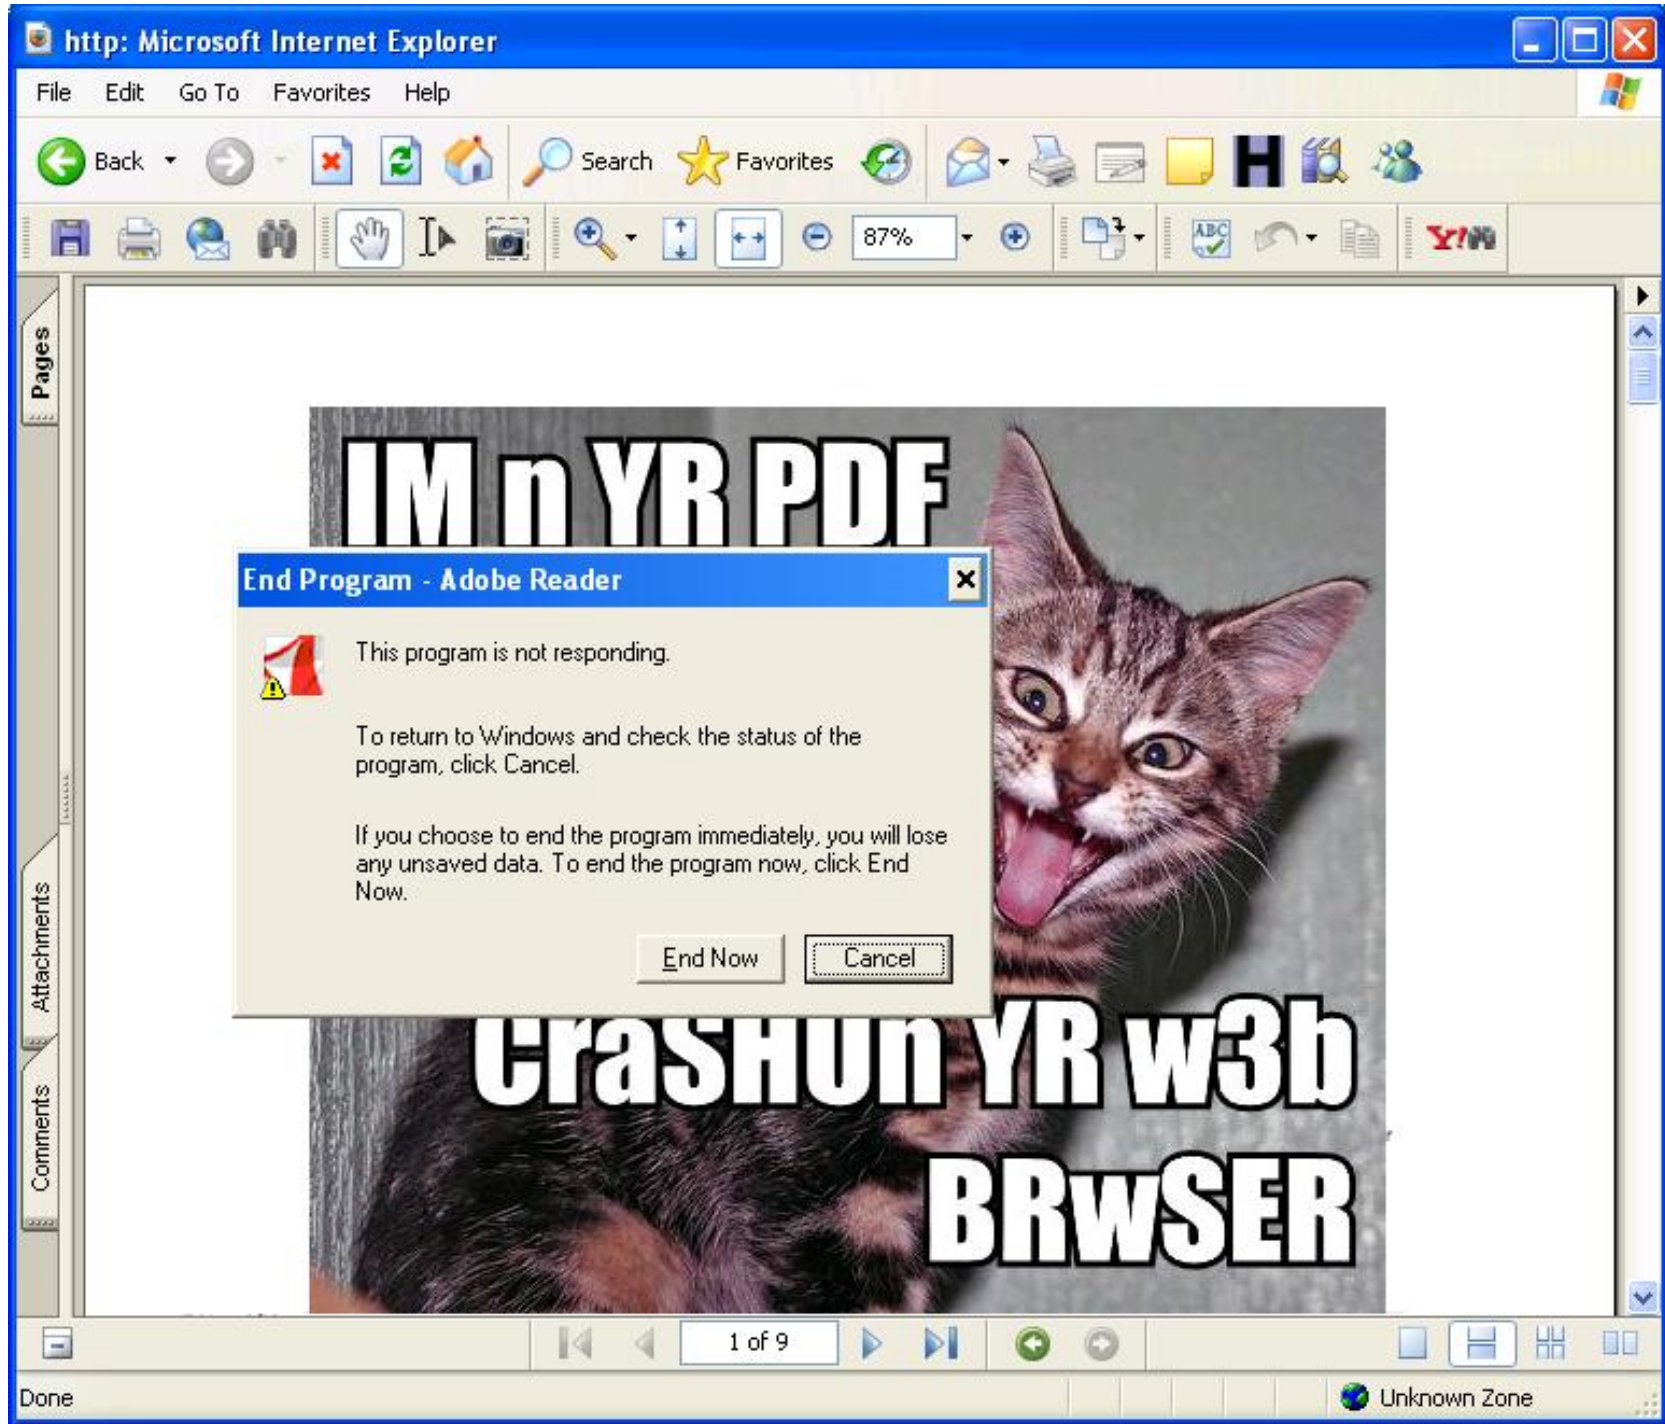 http: Microsoft Internet Explorer
File Edit Go To Favorites Help
Back Search Favorites
87% ABC Y!
Pages
IM n YR PDF
End Program - Adobe Reader
This program is not responding.
To return to Windows and check the status of the
program, click Cancel.
If you choose to end the program immediately, you will lose
any unsaved data. To end the program now, click End
Now.
End Now Cancel
Attachments
CraSHUn YR w3b
Comments
BRwSER
1 of 9
Done Unknown Zone